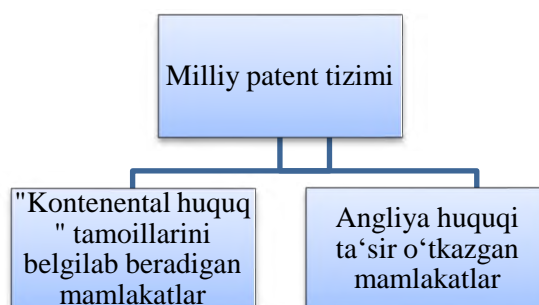 Milliy patent tizimi
"Kontenental huquq
" tamoillarini
belgilab beradigan
mamlakatlar
Angliya huquqi
ta‘sir o‘tkazgan
mamlakatlar